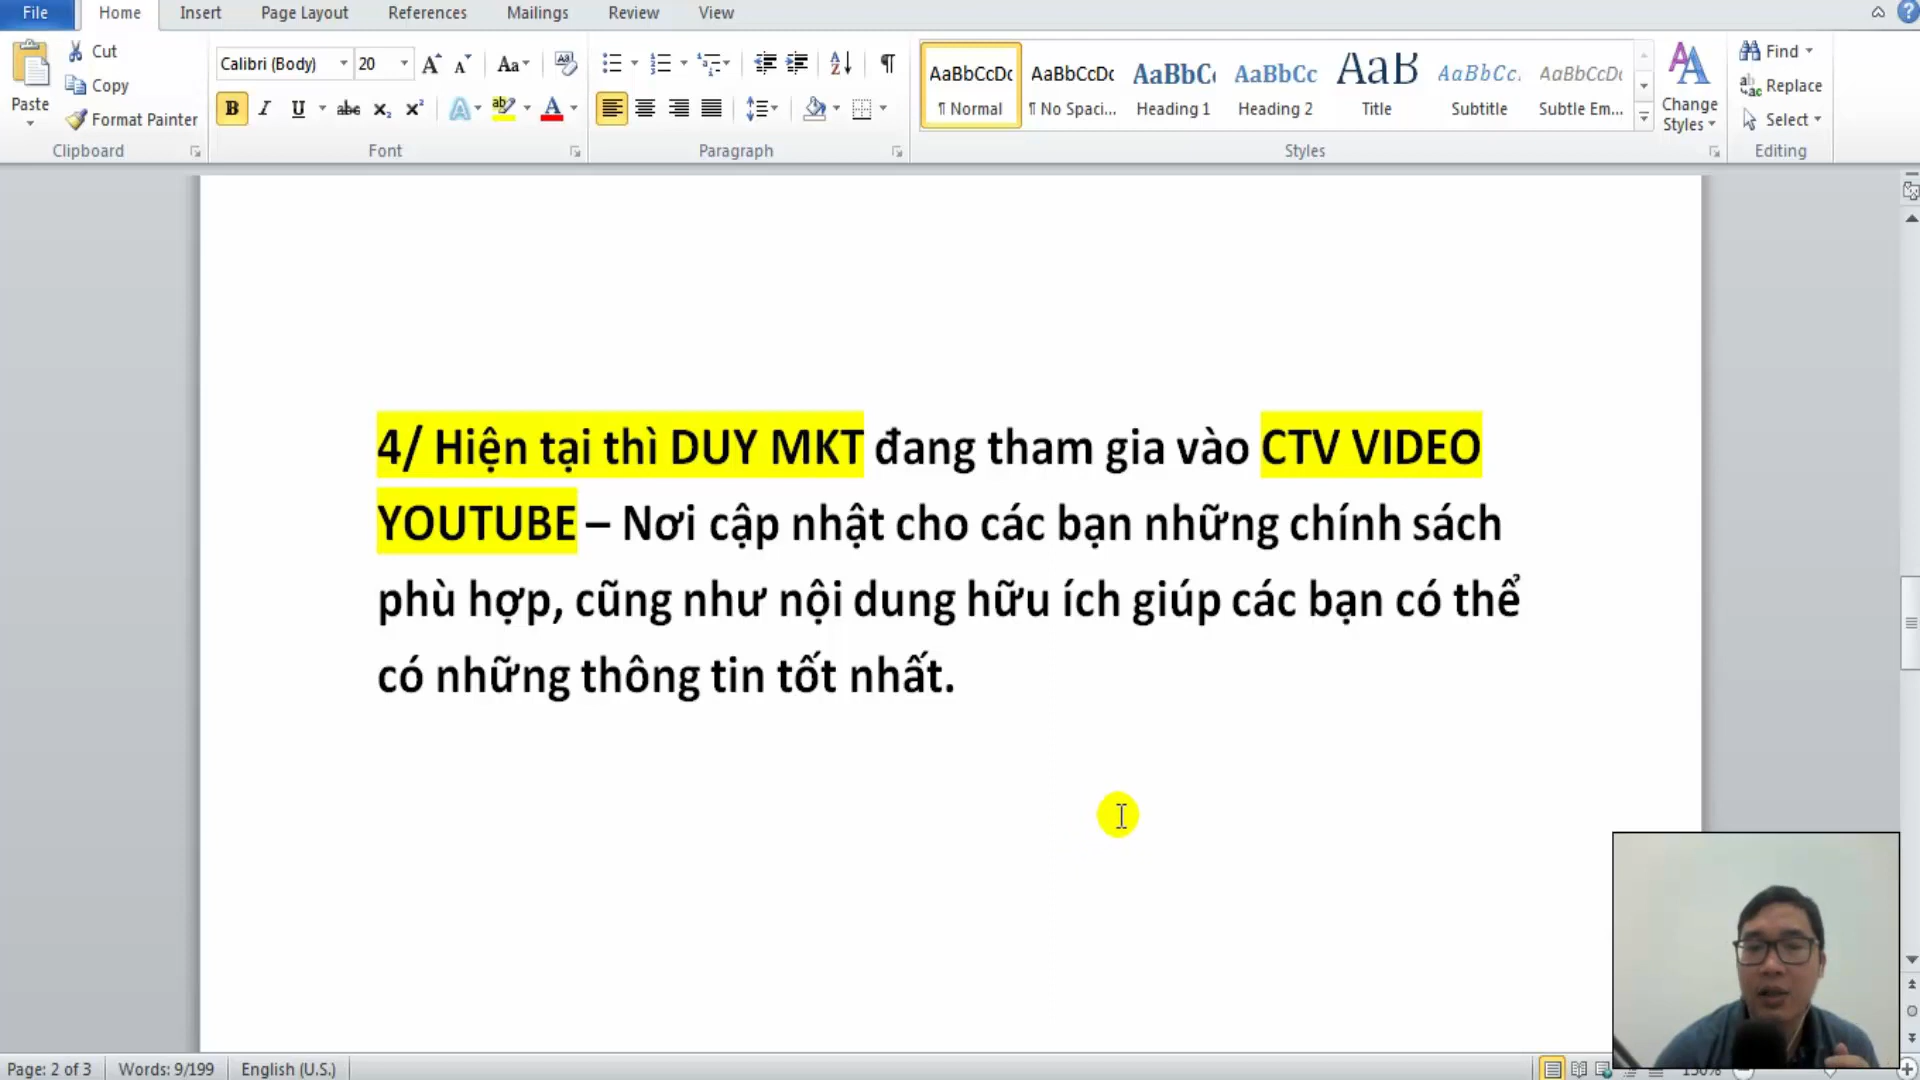 File Home Insert Page Layout References Mailings Review View
Cut
Copy
Format Painter
Paste
Clipboard
Calibri (Body) 20
Font
Paragraph
AaBbCcDc AaBbCcDc AaBbC AaBbCc AaB AaBbCc. AaBbCcDc
¶ Normal ¶ No Spaci... Heading 1 Heading 2 Title Subtitle Subtle Em...
Change
Styles
Styles
Find
Replace
Select
Editing
4/ Hiện tại thì DUY MKT đang tham gia vào CTV VIDEO
YOUTUBE – Nơi cập nhật cho các bạn những chính sách
phù hợp, cũng như nội dung hữu ích giúp các bạn có thể
có những thông tin tốt nhất.
Page: 2 of 3 Words: 9/199 English (U.S.) 150%